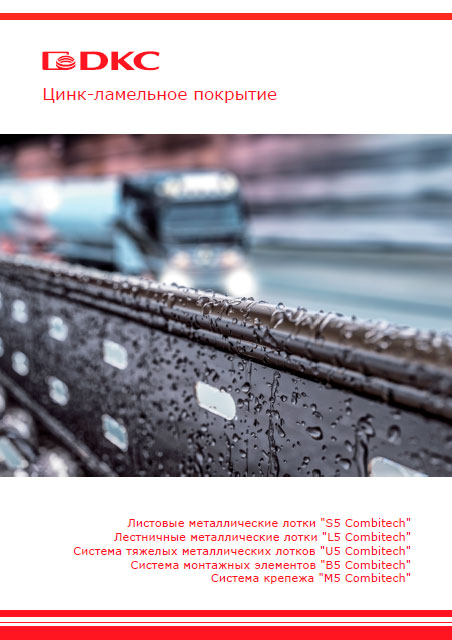 DKC
Цинк-ламельное покрытие
Листовые металлические лотки "S5 Combitech"
Лестничные металлические лотки "L5 Combitech"
Система тяжелых металлических лотков "U5 Combitech"
Система монтажных элементов "B5 Combitech"
Система крепежа "M5 Combitech"